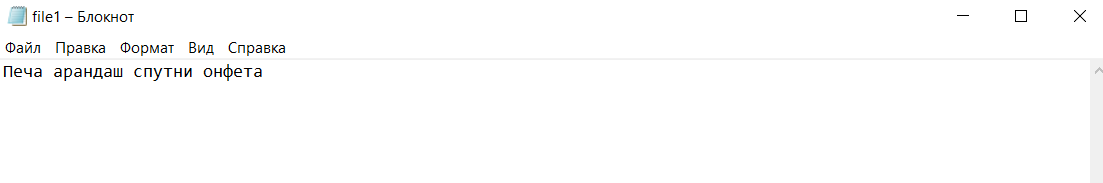 file1 – Блокнот
Файл Правка Формат Вид Справка
Печа арандаш спутни онфета